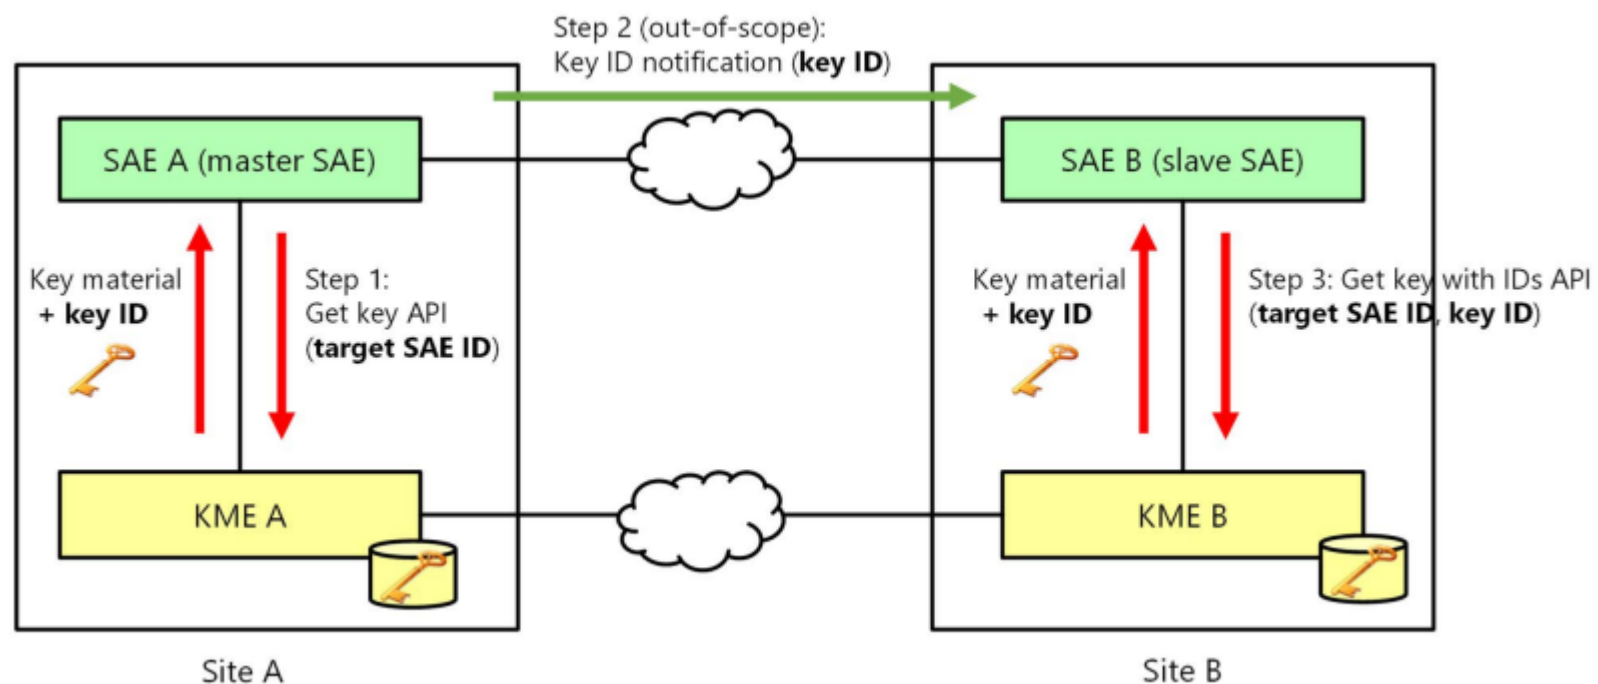 Step 2 (out-of-scope):
Key ID notification (key ID)
SAE A (master SAE)
SAE B (slave SAE)
Key material
+ key ID
Step 1:
Get key API
(target SAE ID)
Key material
+ key ID
Step 3: Get key with IDs API
(target SAE ID, key ID)
KME A
KME B
Site A
Site B